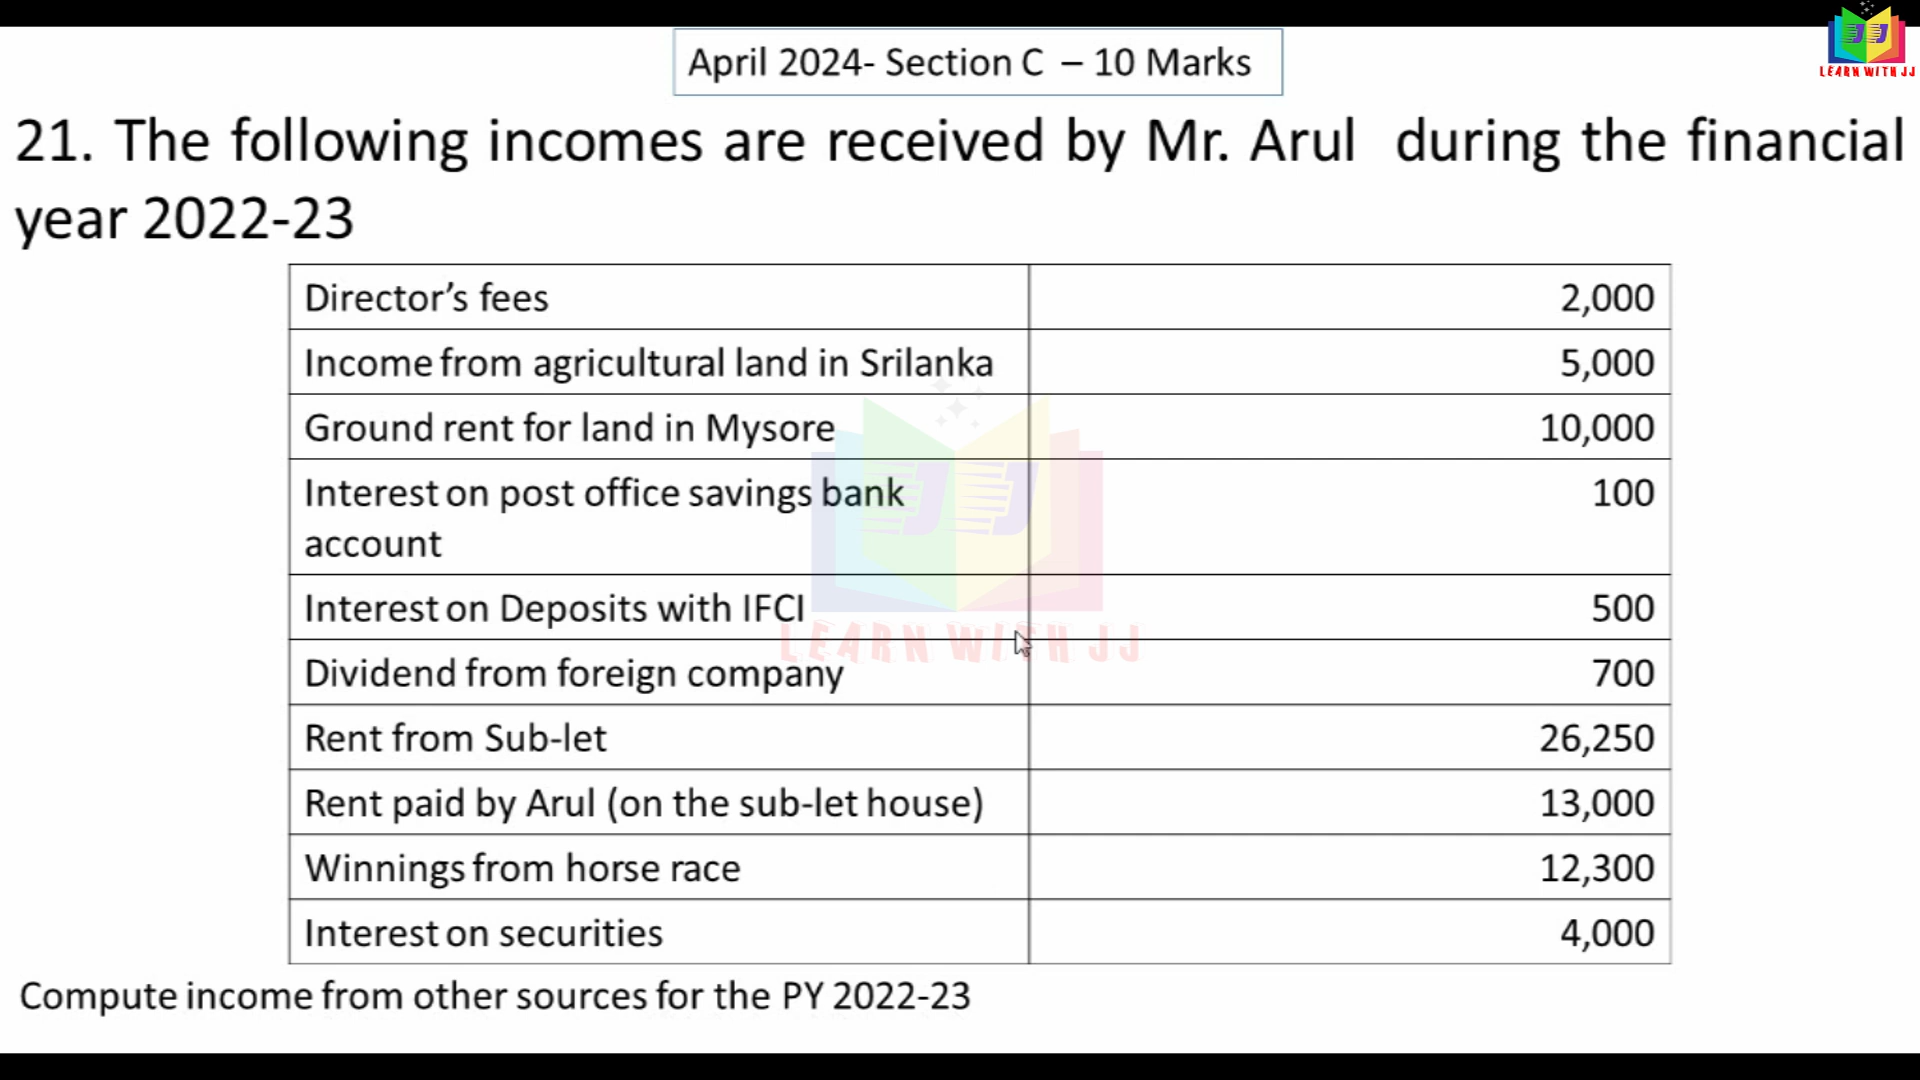 April 2024- Section C – 10 Marks
LEARN WITH JJ
21. The following incomes are received by Mr. Arul during the financial
year 2022-23
Director’s fees 2,000
Income from agricultural land in Srilanka 5,000
Ground rent for land in Mysore 10,000
Interest on post office savings bank 100
account
Interest on Deposits with IFCI 500
LEARN WITH JJ
Dividend from foreign company 700
Rent from Sub-let 26,250
Rent paid by Arul (on the sub-let house) 13,000
Winnings from horse race 12,300
Interest on securities 4,000
Compute income from other sources for the PY 2022-23